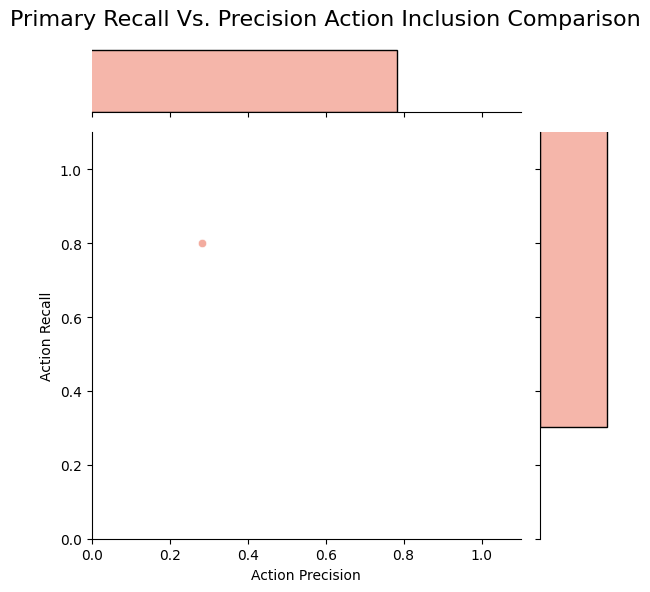 Primary Recall Vs. Precision Action Inclusion Comparison
1.0
0.8
0.6
0.4
0.2
0.0
Action Recall
0.0 0.2 0.4 0.6 0.8 1.0
Action Precision